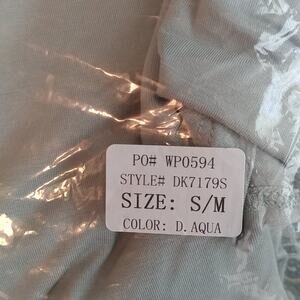 PO# WP0594
STYLE# DK7179S
SIZE: S/M
COLOR: D.AQUA